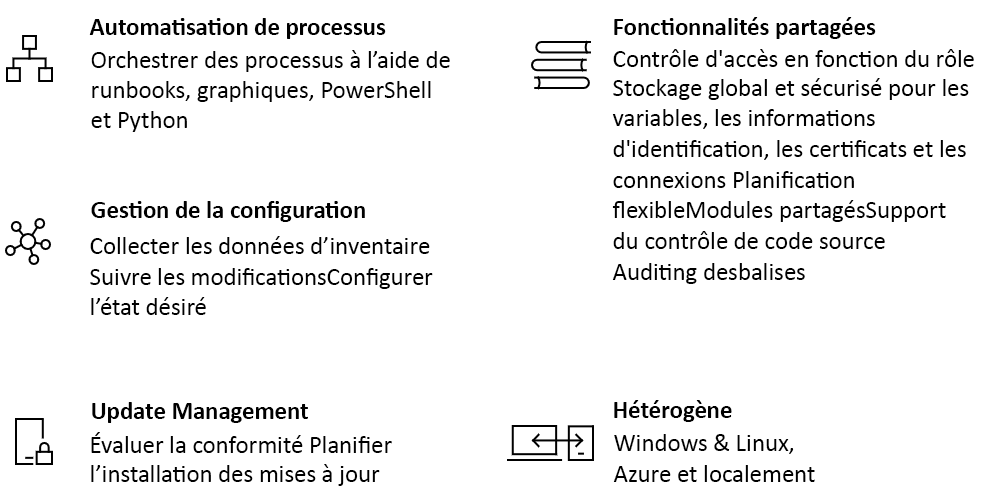 Automatisation de processus
Orchestrer des processus à l’aide de
runbooks, graphiques, PowerShell
et Python
Gestion de la configuration
Collecter les données d’inventaire
Suivre les modificationsConfigurer
l’état désiré
Update Management
Évaluer la conformité Planifier
l’installation des mises à jour
Fonctionnalités partagées
Contrôle d'accès en fonction du rôle
Stockage global et sécurisé pour les
variables, les informations
d'identification, les certificats et les
connexions Planification
flexibleModules partagésSupport
du contrôle de code source
Auditing desbalises
Hétérogène
Windows & Linux,
Azure et localement